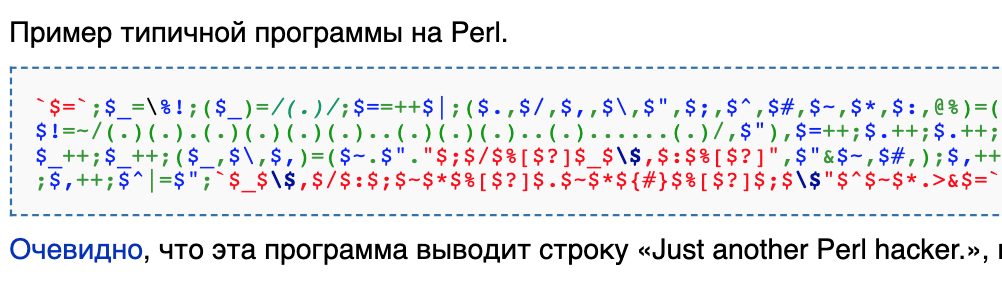 Пример типичной программы на Perl.
`$=`;$_=\%!;($_)=/(.)/;$==++$|;($.,$/,$,,$\,$",$;,$^,$#,$~,$*,$:,@%)=(
$!=~/(.)(.).(.)(.)(.)(.)..(.)(.)(.)..(.)......(.)/,$"),$=++;$.++;$.++;
$_++;$_++;($_,$\,$,)=($~.$"."$;$/$%[$?]$_$\$,$:$%[$?]",$"&$~,$#,);$,++
;$,++;$^|=$";`$_$\$,$/$:$;$~$*$%[$?]$.$~$*${#}$%[$?]$;$\$"$^$~$*.>&$=`
Очевидно, что эта программа выводит строку «Just another Perl hacker.»,